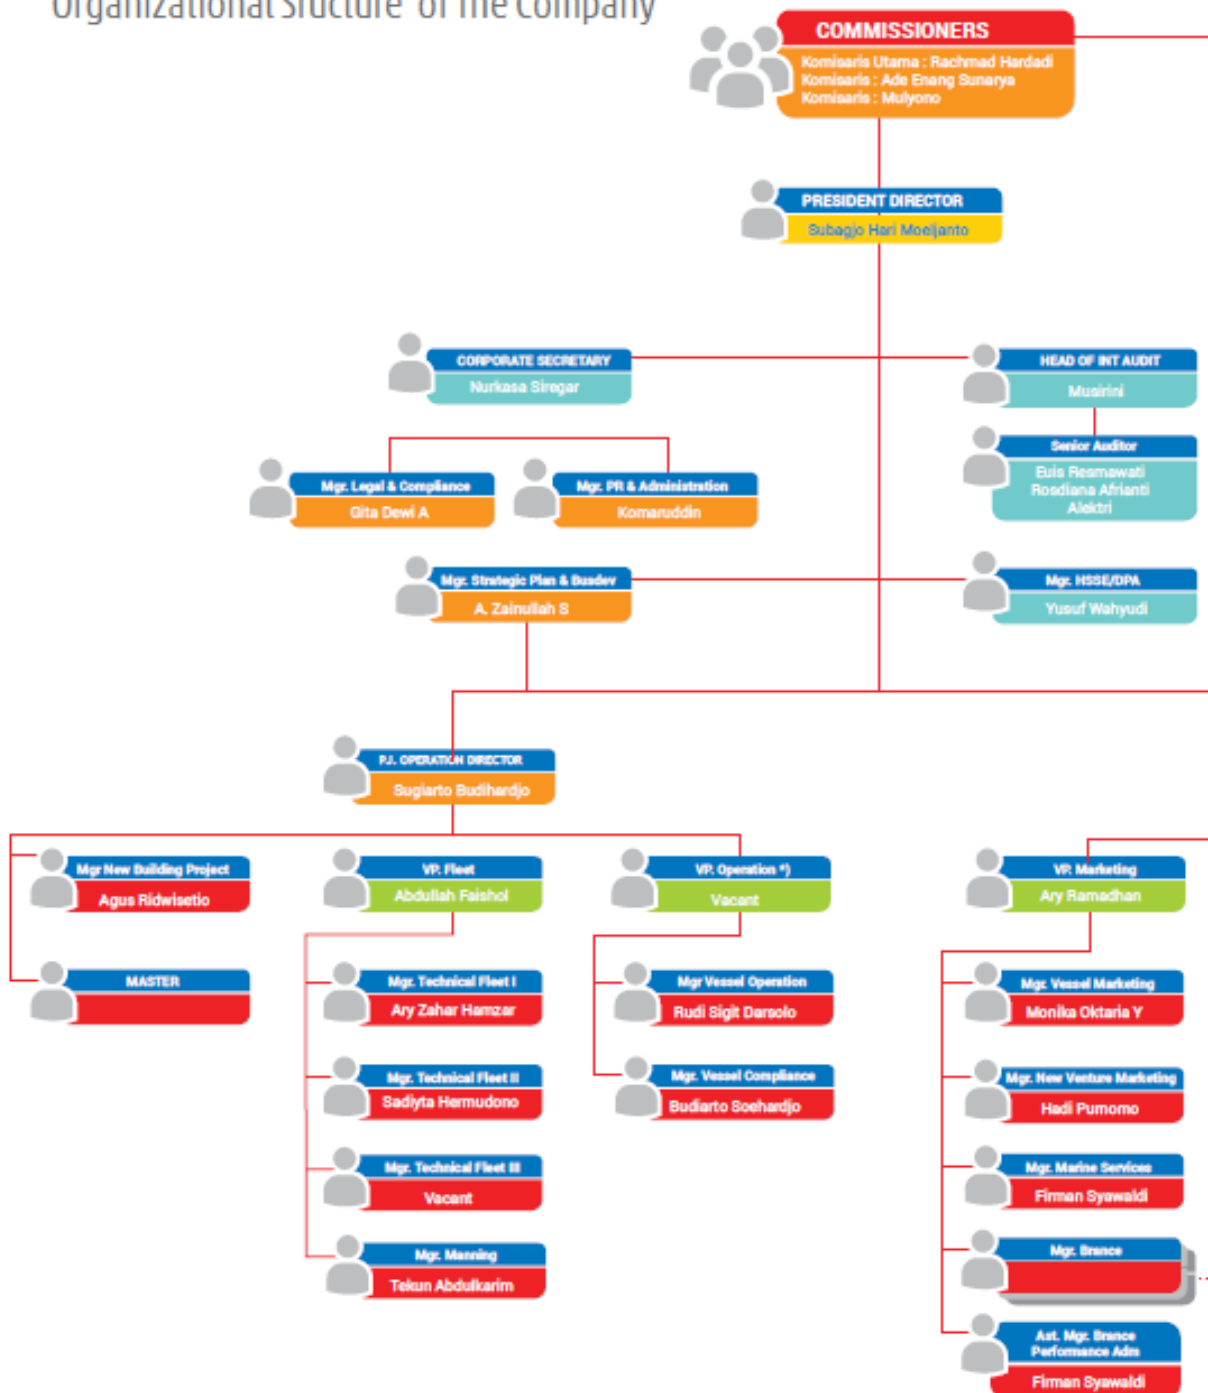 Organizational Structure of The Company
COMMISSIONERS
Komisaris Utama : Rachmad Hardadi
Komisaris : Ade Enang Sunarya
Komisaris : Mulyono
PRESIDENT DIRECTOR
Subagjo Hari Moeljanto
CORPORATE SECRETARY
Nurkasa Siregar
HEAD OF INT AUDIT
Musirini
Senior Auditor
Euis Resmawati
Rosdiana Afrianti
Alektri
Mgr. Legal & Compliance
Gita Dewi A
Mgr. PR & Administration
Komaruddin
Mgr. Strategic Plan & Busdev
A. Zainullah S
Mgr. HSSE/DPA
Yusuf Wahyudi
PJ. OPERATION DIRECTOR
Sugiarto Budihardjo
Mgr New Building Project
Agus Ridwisetio
VP. Fleet
Abdullah Faishol
VP. Operation *)
Vacant
VP. Marketing
Ary Ramadhan
MASTER
Mgr. Technical Fleet I
Ary Zahar Hamzar
Mgr Vessel Operation
Rudi Sigit Darsolo
Mgr. Vessel Marketing
Monika Oktaria Y
Mgr. Technical Fleet II
Sadiyta Hermudono
Mgr. Vessel Compliance
Budiarto Soehardjo
Mgr. New Venture Marketing
Hadi Purnomo
Mgr. Technical Fleet III
Vacant
Mgr. Marine Services
Firman Syawaldi
Mgr. Manning
Tekun Abdulkarim
Mgr. Brance
Ast. Mgr. Brance
Performance Adm
Firman Syawaldi